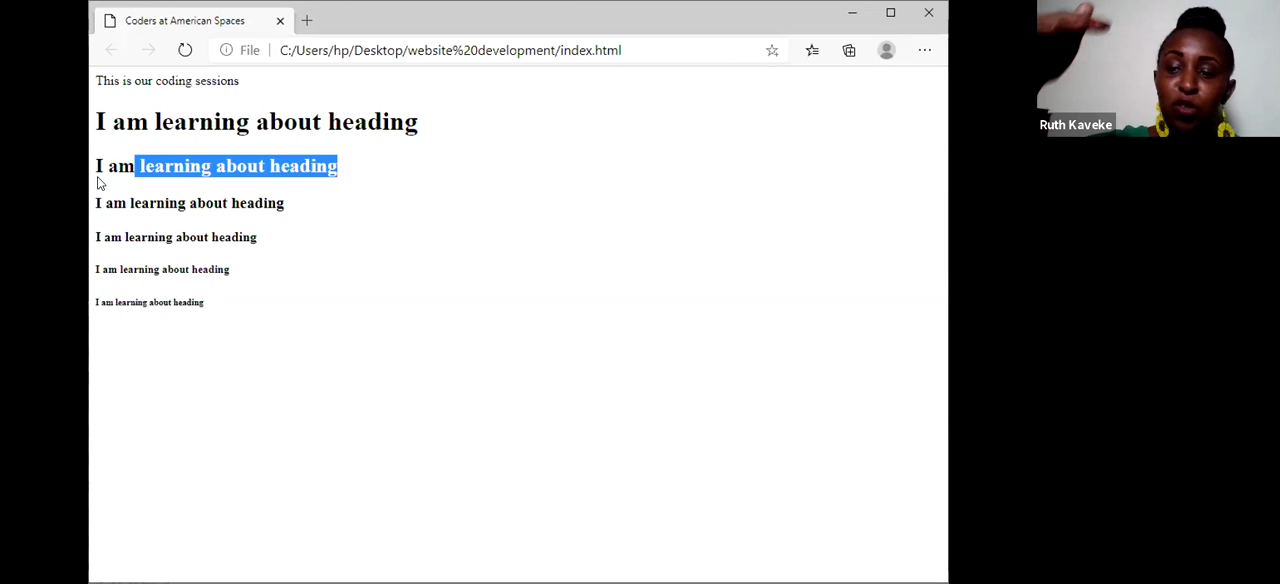 Coders at American Spaces
File
C:/Users/hp/Desktop/website%20development/index.html
This is our coding sessions
I am learning about heading
I am learning about heading
I am learning about heading
I am learning about heading
I am learning about heading
I am learning about heading
Ruth Kaveke